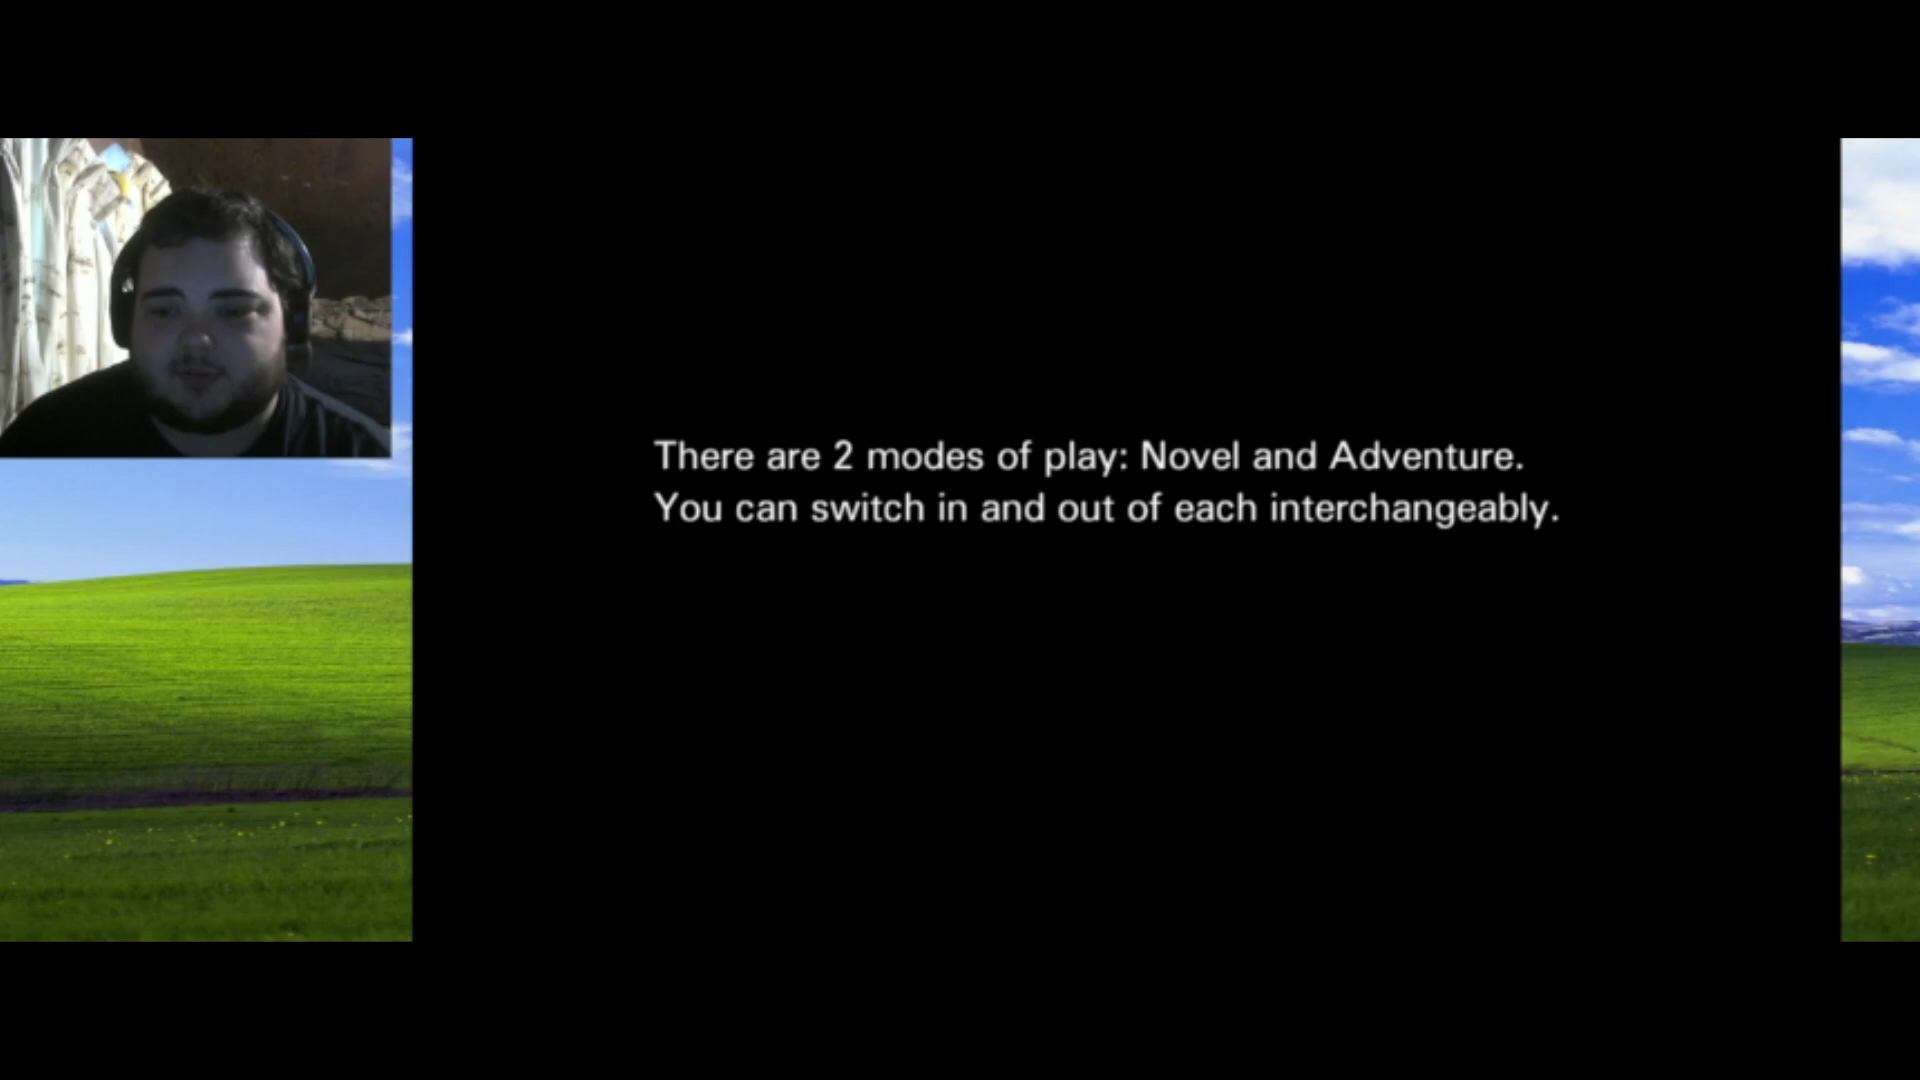 There are 2 modes of play: Novel and Adventure.
You can switch in and out of each interchangeably.